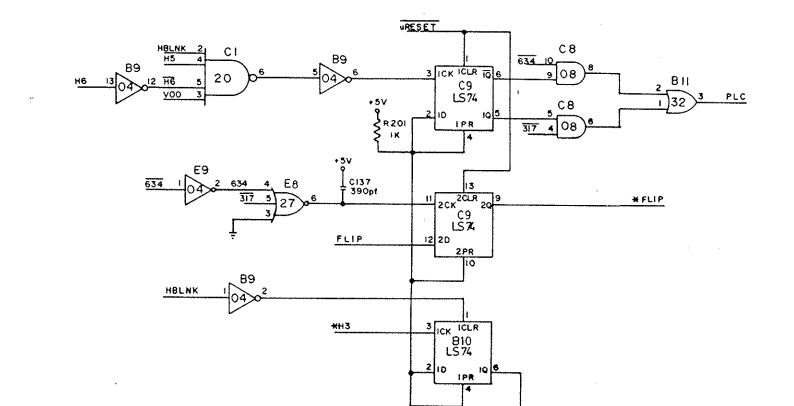 uRESET
HBLNK 2
C1
H5 4
H6 13 B9 04 12 H6 5
V00 3
20 6
B9 5 04 6
3 1CK 1CLR 1Q 6
1
C9
LS74
2 1D 1Q 5
1PR
4
+5V
R201
1K
C8
634 10
9 08 8
C8
5
317 4 08 6
B11
2
1 32 3 PLC
+5V
C137
390pf
E9
634 1 04 2 634 4
E8
317 5
3 27 6
13
11 2CK 2CLR 2Q 9 *FLIP
C9
LS74
FLIP 12 2D
2PR
10
B9
HBLNK 1 04 2
1
*H3 3 1CK 1CLR
B10
LS74
2 1D 1Q 6
1PR
4